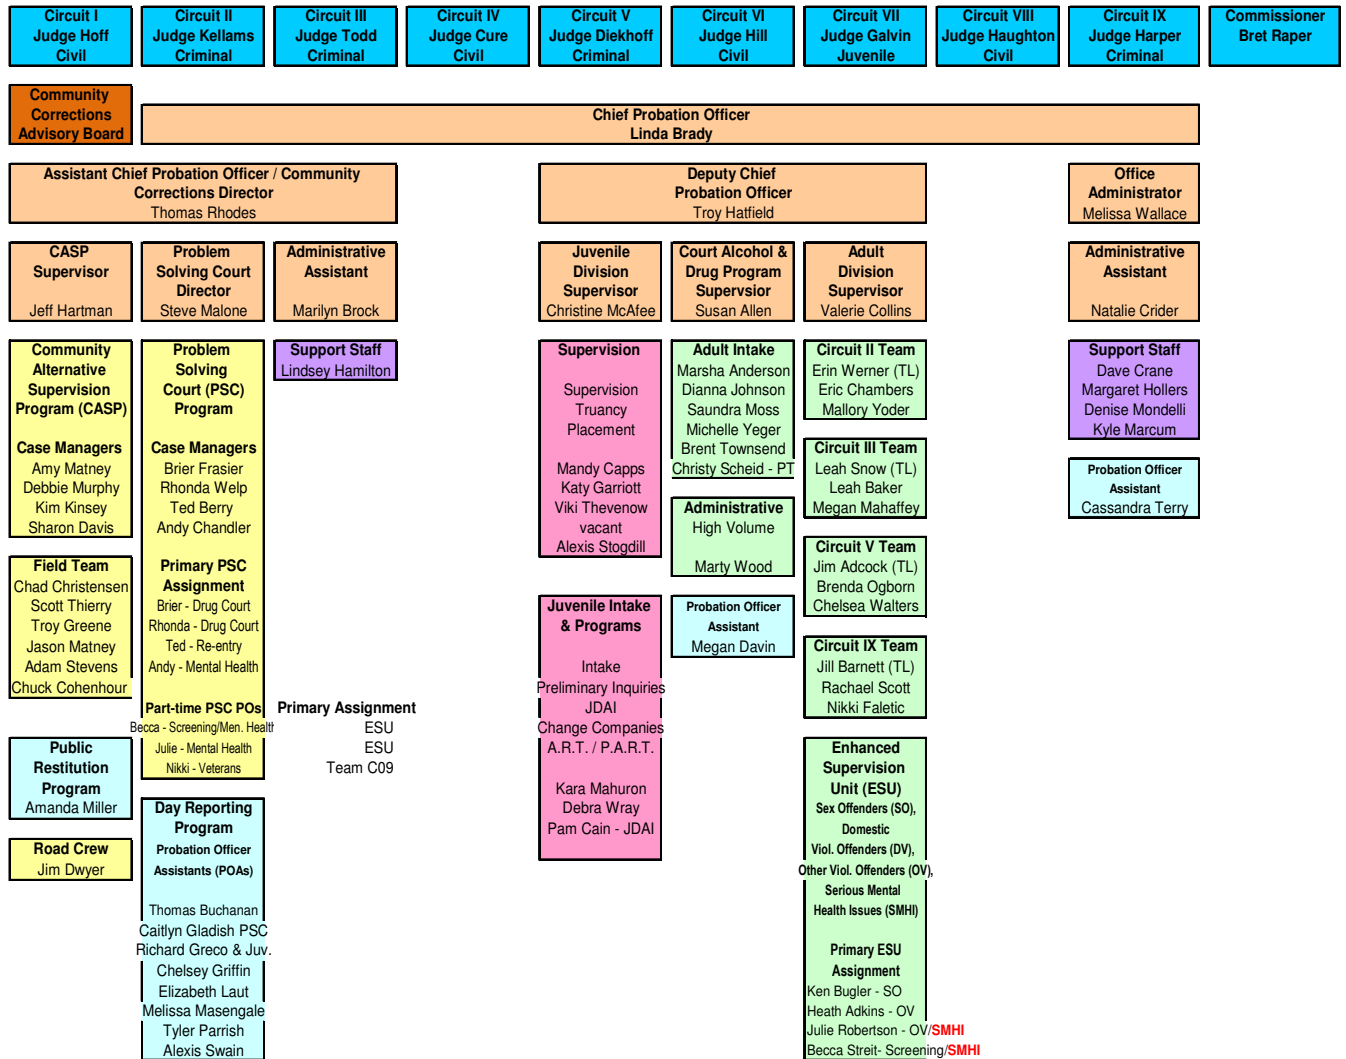 Circuit I
Judge Hoff
Civil
Circuit II
Judge Kellams
Criminal
Circuit III
Judge Todd
Criminal
Circuit IV
Judge Cure
Civil
Circuit V
Judge Diekhoff
Criminal
Circuit VI
Judge Hill
Civil
Circuit VII
Judge Galvin
Juvenile
Circuit VIII
Judge Haughton
Civil
Circuit IX
Judge Harper
Criminal
Commissioner
Bret Raper
Community
Corrections
Advisory Board
Chief Probation Officer
Linda Brady
Assistant Chief Probation Officer / Community
Corrections Director
Thomas Rhodes
Deputy Chief
Probation Officer
Troy Hatfield
Office
Administrator
Melissa Wallace
CASP
Supervisor
Jeff Hartman
Problem
Solving Court
Director
Steve Malone
Administrative
Assistant
Marilyn Brock
Juvenile
Division
Supervisor
Christine McAfee
Court Alcohol &
Drug Program
Supervsior
Susan Allen
Adult
Division
Supervisor
Valerie Collins
Administrative
Assistant
Natalie Crider
Community
Alternative
Supervision
Program (CASP)
Case Managers
Amy Matney
Debbie Murphy
Kim Kinsey
Sharon Davis
Field Team
Chad Christensen
Scott Thierry
Troy Greene
Jason Matney
Adam Stevens
Chuck Cohenhour
Public
Restitution
Program
Amanda Miller
Road Crew
Jim Dwyer
Problem
Solving
Court (PSC)
Program
Case Managers
Brier Frasier
Rhonda Welp
Ted Berry
Andy Chandler
Primary PSC
Assignment
Brier - Drug Court
Rhonda - Drug Court
Ted - Re-entry
Andy - Mental Health
Part-time PSC POs
Becca - Screening/Men. Health
Julie - Mental Health
Nikki - Veterans
Day Reporting
Program
Probation Officer
Assistants (POAs)
Thomas Buchanan
Caitlyn Gladish PSC
Richard Greco & Juv.
Chelsey Griffin
Elizabeth Laut
Melissa Masengale
Tyler Parrish
Alexis Swain
Support Staff
Lindsey Hamilton
Primary Assignment
ESU
ESU
Team C09
Supervision
Supervision
Truancy
Placement
Mandy Capps
Katy Garriott
Viki Thevenow
vacant
Alexis Stogdill
Juvenile Intake
& Programs
Intake
Preliminary Inquiries
JDAI
Change Companies
A.R.T. / P.A.R.T.
Kara Mahuron
Debra Wray
Pam Cain - JDAI
Adult Intake
Marsha Anderson
Dianna Johnson
Saundra Moss
Michelle Yeger
Brent Townsend
Christy Scheid - PT
Administrative
High Volume
Marty Wood
Probation Officer
Assistant
Megan Davin
Circuit II Team
Erin Werner (TL)
Eric Chambers
Mallory Yoder
Circuit III Team
Leah Snow (TL)
Leah Baker
Megan Mahaffey
Circuit V Team
Jim Adcock (TL)
Brenda Ogborn
Chelsea Walters
Circuit IX Team
Jill Barnett (TL)
Rachael Scott
Nikki Faletic
Enhanced
Supervision
Unit (ESU)
Sex Offenders (SO),
Domestic
Viol. Offenders (DV),
Other Viol. Offenders (OV),
Serious Mental
Health Issues (SMHI)
Primary ESU
Assignment
Ken Bugler - SO
Heath Adkins - OV
Julie Robertson - OV/SMHI
Becca Streit- Screening/SMHI
Support Staff
Dave Crane
Margaret Hollers
Denise Mondelli
Kyle Marcum
Probation Officer
Assistant
Cassandra Terry